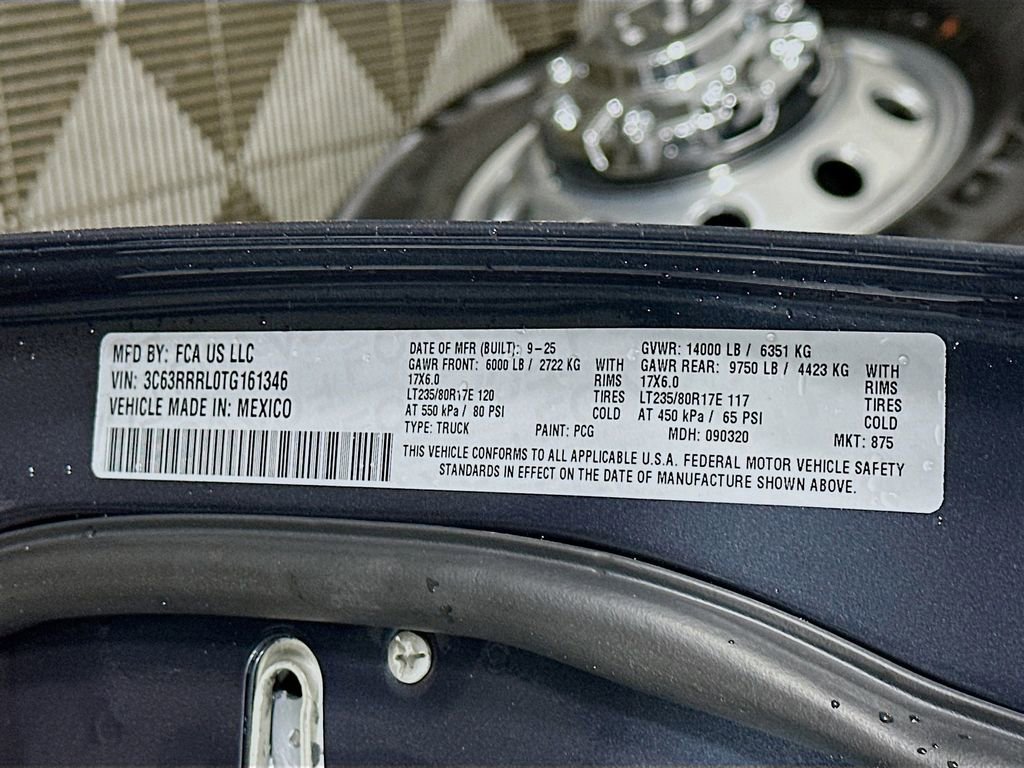 MFD BY: FCA US LLC
VIN: 3C63RRRL0TG161346
VEHICLE MADE IN: MEXICO
DATE OF MFR (BUILT): 9-25
GAWR FRONT: 6000 LB / 2722 KG WITH
17X6.0 RIMS
LT235/80R17E 120 TIRES
AT 550 kPa / 80 PSI COLD
GVWR: 14000 LB / 6351 KG
GAWR REAR: 9750 LB / 4423 KG WITH
17X6.0 RIMS
LT235/80R17E 117 TIRES
AT 450 kPa / 65 PSI COLD
TYPE: TRUCK PAINT: PCG MDH: 090320 MKT: 875
THIS VEHICLE CONFORMS TO ALL APPLICABLE U.S.A. FEDERAL MOTOR VEHICLE SAFETY
STANDARDS IN EFFECT ON THE DATE OF MANUFACTURE SHOWN ABOVE.